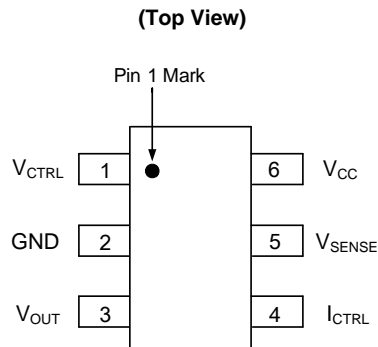 (Top View)
Pin 1 Mark
VCTRL 1 6 VCC
GND 2 5 VSENSE
VOUT 3 4 ICTRL